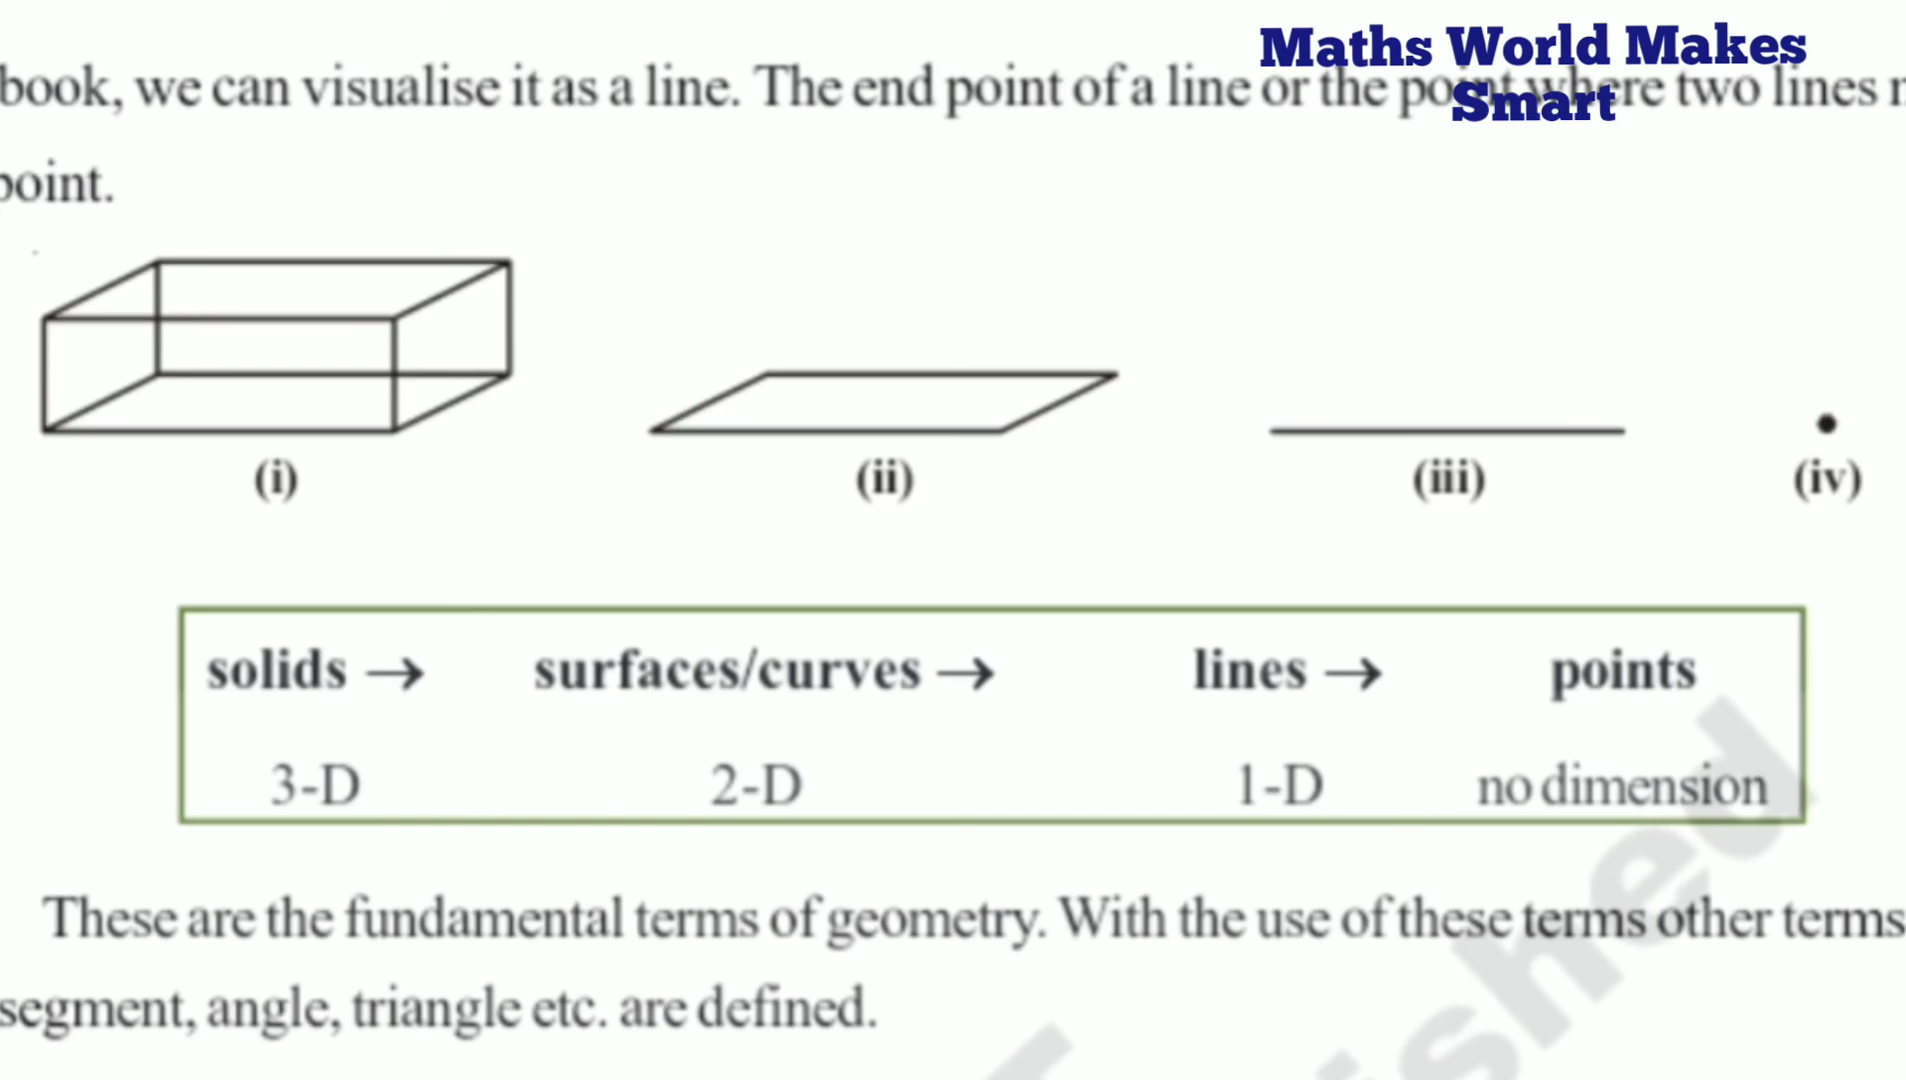 Maths World Makes
Smart
book, we can visualise it as a line. The end point of a line or the point where two lines
point.
(i) (ii) (iii) (iv)
solids → surfaces/curves → lines → points
3-D 2-D 1-D no dimension
These are the fundamental terms of geometry. With the use of these terms other terms
segment, angle, triangle etc. are defined.